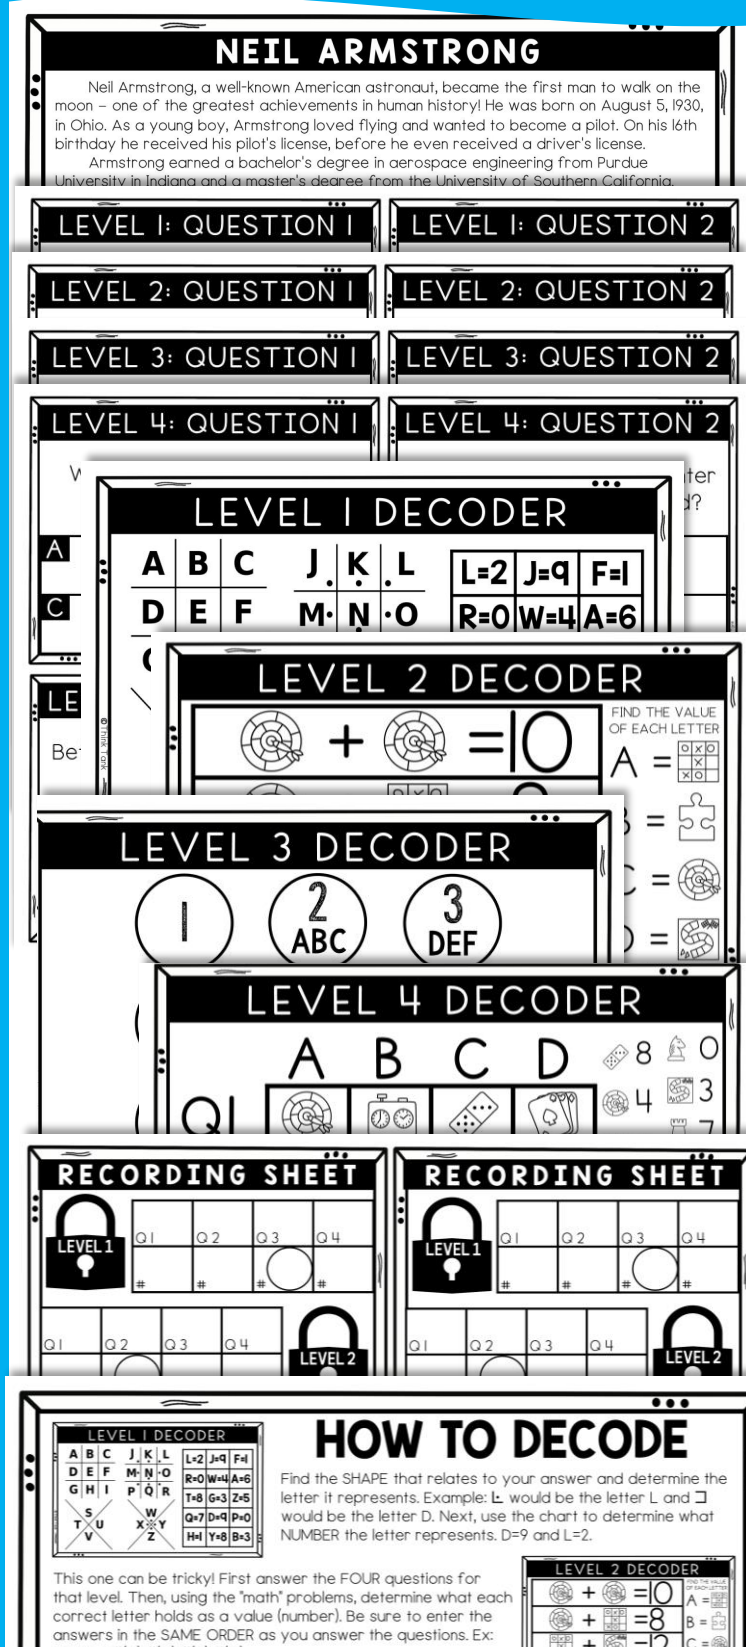 NEIL ARMSTRONG
Neil Armstrong, a well-known American astronaut, became the first man to walk on the
moon – one of the greatest achievements in human history! He was born on August 5, 1930,
in Ohio. As a young boy, Armstrong loved flying and wanted to become a pilot. On his 16th
birthday he received his pilot's license, before he even received a driver's license.
Armstrong earned a bachelor's degree in aerospace engineering from Purdue
University in Indiana and a master's degree from the University of Southern California.
LEVEL 1: QUESTION 1
LEVEL 1: QUESTION 2
LEVEL 2: QUESTION 1
LEVEL 2: QUESTION 2
LEVEL 3: QUESTION 1
LEVEL 3: QUESTION 2
LEVEL 4: QUESTION 1
LEVEL 4: QUESTION 2
A
C
LEVEL 1 DECODER
A B C
D E F
J K L
M N O
L=2 J=9 F=1
R=0 W=4 A=6
© Think Tank
LEVEL 2 DECODER
+ =10
FIND THE VALUE
OF EACH LETTER
A =
=
=
=
LEVEL 3 DECODER
1
2
ABC
3
DEF
LEVEL 4 DECODER
A B C D
Q1
8 0
4 3
7
RECORDING SHEET
LEVEL 1
Q1 Q2 Q3 Q4
# # # #
Q1 Q2 Q3 Q4
LEVEL 2
RECORDING SHEET
LEVEL 1
Q1 Q2 Q3 Q4
# # # #
Q1 Q2 Q3 Q4
LEVEL 2
HOW TO DECODE
LEVEL 1 DECODER
A B C
D E F
G H I
J K L
M N O
P Q R
S
T U
V
W
X Y
Z
L=2 J=9 F=1
R=0 W=4 A=6
T=8 G=3 Z=5
Q=7 D=9 P=0
H=1 Y=8 B=3
Find the SHAPE that relates to your answer and determine the
letter it represents. Example: would be the letter L and
would be the letter D. Next, use the chart to determine what
NUMBER the letter represents. D=9 and L=2.
This one can be tricky! First answer the FOUR questions for
that level. Then, using the "math" problems, determine what each
correct letter holds as a value (number). Be sure to enter the
answers in the SAME ORDER as you answer the questions. Ex:
LEVEL 2 DECODER
+ =10
+ =8
FIND THE VALUE
OF EACH LETTER
A =
B =
C =